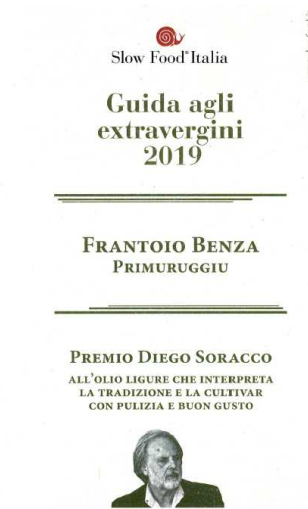 Slow Food® Italia
Guida agli
extravergini
2019
FRANTOIO BENZA
PRIMURUGGIU
PREMIO DIEGO SORACCO
ALL'OLIO LIGURE CHE INTERPRETA
LA TRADIZIONE E LA CULTIVAR
CON PULIZIA E BUON GUSTO